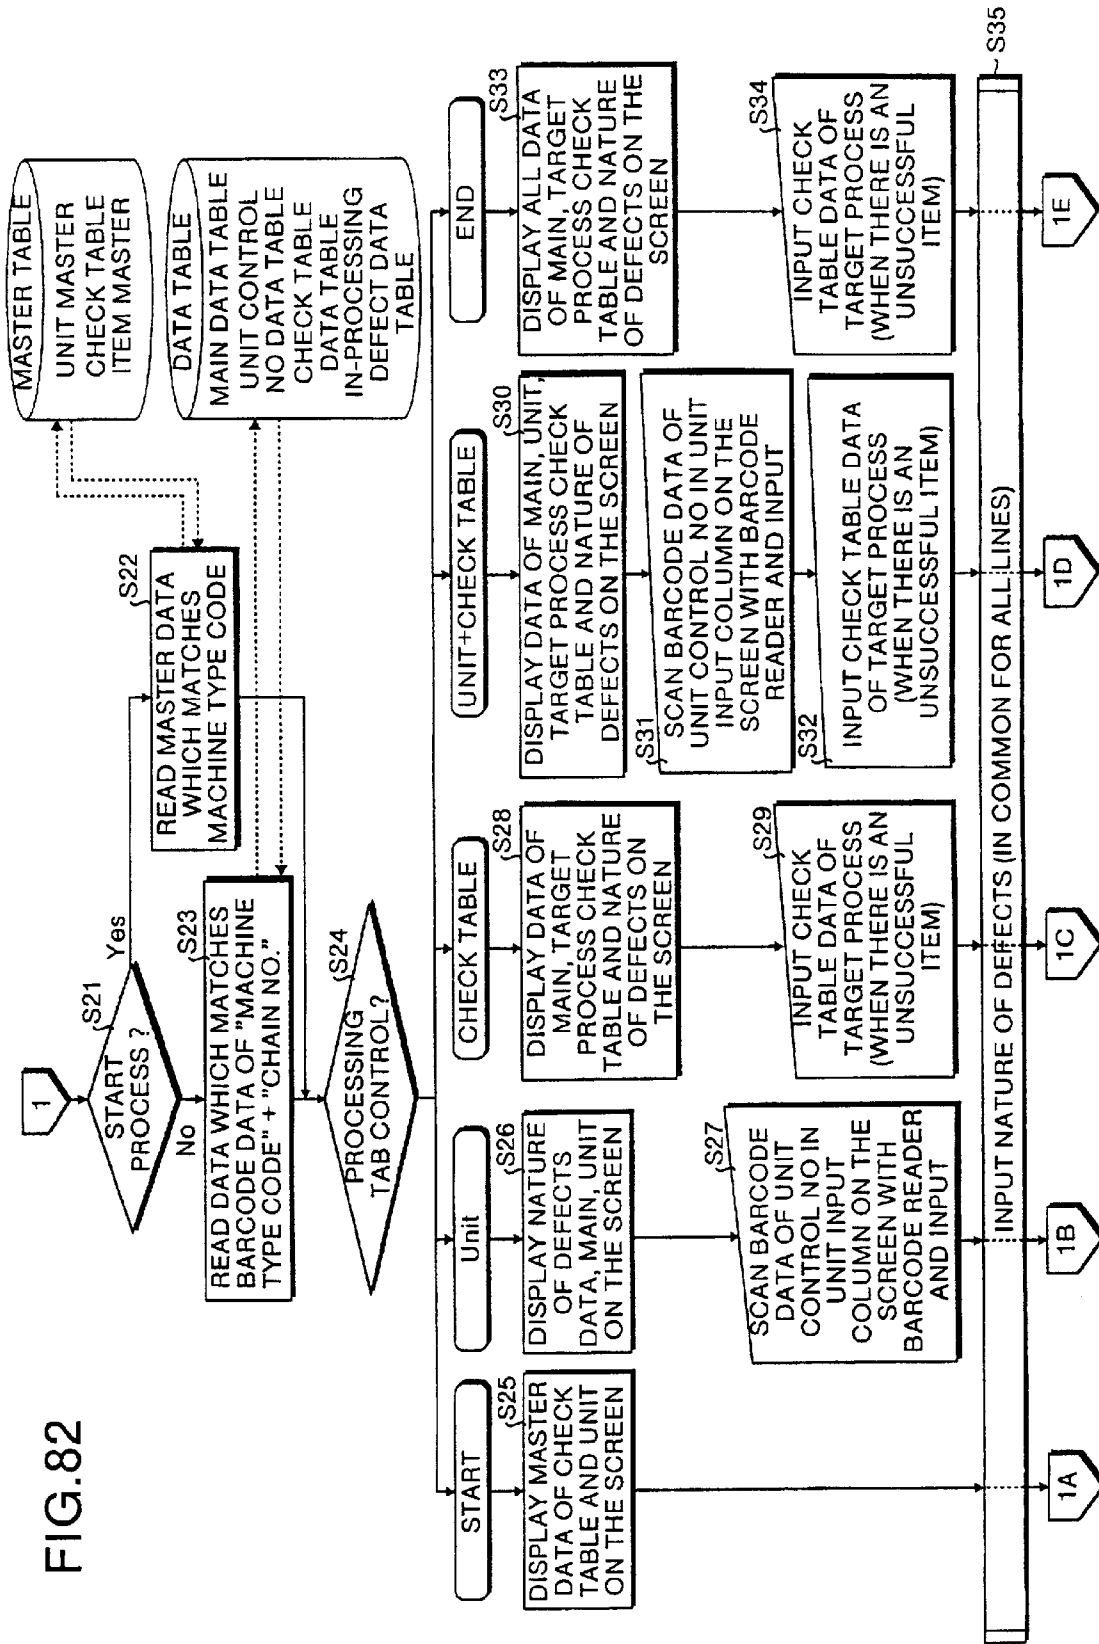 FIG.82
1
START
PROCESS ?
S21
Yes
No
READ MASTER DATA
WHICH MATCHES
MACHINE TYPE CODE
S22
MASTER TABLE
UNIT MASTER
CHECK TABLE
ITEM MASTER
READ DATA WHICH MATCHES
BARCODE DATA OF "MACHINE
TYPE CODE" + "CHAIN NO."
S23
DATA TABLE
MAIN DATA TABLE
UNIT CONTROL
NO DATA TABLE
CHECK TABLE
DATA TABLE
IN-PROCESSING
DEFECT DATA
TABLE
PROCESSING
TAB CONTROL?
S24
START
DISPLAY MASTER
DATA OF CHECK
TABLE AND UNIT
ON THE SCREEN
S25
Unit
DISPLAY NATURE
OF DEFECTS
DATA, MAIN, UNIT
ON THE SCREEN
S26
SCAN BARCODE
DATA OF UNIT
CONTROL NO IN
UNIT INPUT
COLUMN ON THE
SCREEN WITH
BARCODE READER
AND INPUT
S27
CHECK TABLE
DISPLAY DATA OF
MAIN, TARGET
PROCESS CHECK
TABLE AND NATURE
OF DEFECTS ON
THE SCREEN
S28
INPUT CHECK
TABLE DATA OF
TARGET PROCESS
(WHEN THERE IS AN
UNSUCCESSFUL
ITEM)
S29
UNIT+CHECK TABLE
DISPLAY DATA OF MAIN, UNIT,
TARGET PROCESS CHECK
TABLE AND NATURE OF
DEFECTS ON THE SCREEN
S30
S31
SCAN BARCODE DATA OF
UNIT CONTROL NO IN UNIT
INPUT COLUMN ON THE
SCREEN WITH BARCODE
READER AND INPUT
S32
INPUT CHECK TABLE DATA
OF TARGET PROCESS
(WHEN THERE IS AN
UNSUCCESSFUL ITEM)
END
DISPLAY ALL DATA
OF MAIN, TARGET
PROCESS CHECK
TABLE AND NATURE
OF DEFECTS ON THE
SCREEN
S33
INPUT CHECK
TABLE DATA OF
TARGET PROCESS
(WHEN THERE IS AN
UNSUCCESSFUL
ITEM)
S34
INPUT NATURE OF DEFECTS (IN COMMON FOR ALL LINES)
S35
1A
1B
1C
1D
1E